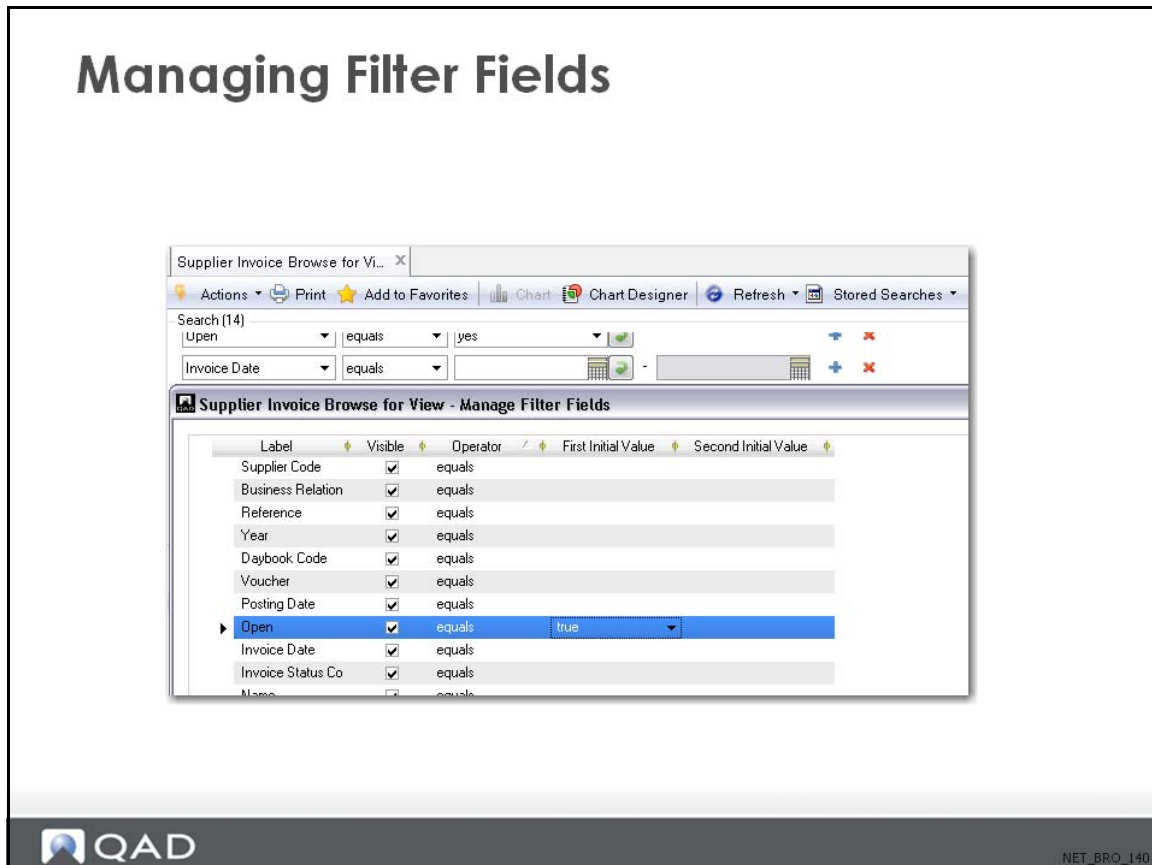 Managing Filter Fields
Supplier Invoice Browse for Vi...
Actions Print Add to Favorites Chart Chart Designer Refresh Stored Searches
Search (14)
Open equals yes
Invoice Date equals -
QAD Supplier Invoice Browse for View - Manage Filter Fields
Label Visible Operator First Initial Value Second Initial Value
Supplier Code equals
Business Relation equals
Reference equals
Year equals
Daybook Code equals
Voucher equals
Posting Date equals
Open equals true
Invoice Date equals
Invoice Status Co equals
Name equals
QAD
NET_BRO_140